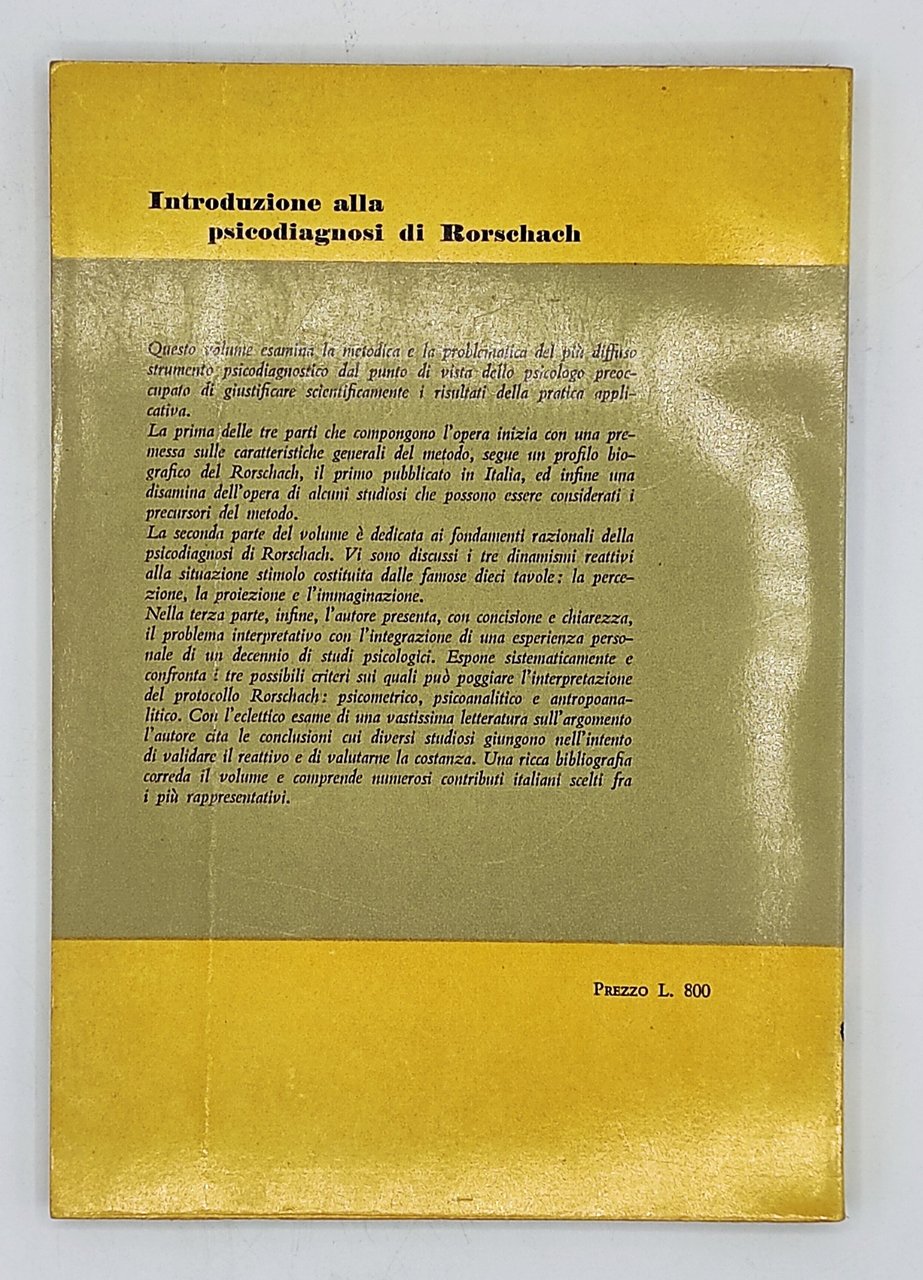 Introduzione alla
psicodiagnosi di Rorschach
Questo volume esamina la metodica e la problematica del più diffuso
strumento psicodiagnostico dal punto di vista dello psicologo preoc-
cupato di giustificare scientificamente i risultati della pratica appli-
cativa.
La prima delle tre parti che compongono l'opera inizia con una pre-
messa sulle caratteristiche generali del metodo, segue un profilo bio-
grafico del Rorschach, il primo pubblicato in Italia, ed infine una
disamina dell'opera di alcuni studiosi che possono essere considerati i
precursori del metodo.
La seconda parte del volume è dedicata ai fondamenti razionali della
psicodiagnosi di Rorschach. Vi sono discussi i tre dinamismi reattivi
alla situazione stimolo costituita dalle famose dieci tavole: la perce-
zione, la proiezione e l'immaginazione.
Nella terza parte, infine, l'autore presenta, con concisione e chiarezza,
il problema interpretativo con l'integrazione di una esperienza perso-
nale di un decennio di studi psicologici. Espone sistematicamente e
confronta i tre possibili criteri sui quali può poggiare l'interpretazione
del protocollo Rorschach: psicometrico, psicoanalitico e antropoana-
litico. Con l'eclettico esame di una vastissima letteratura sull'argomento
l'autore cita le conclusioni cui diversi studiosi giungono nell'intento
di validare il reattivo e di valutarne la costanza. Una ricca bibliografia
correda il volume e comprende numerosi contributi italiani scelti fra
i più rappresentativi.
PREZZO L. 800